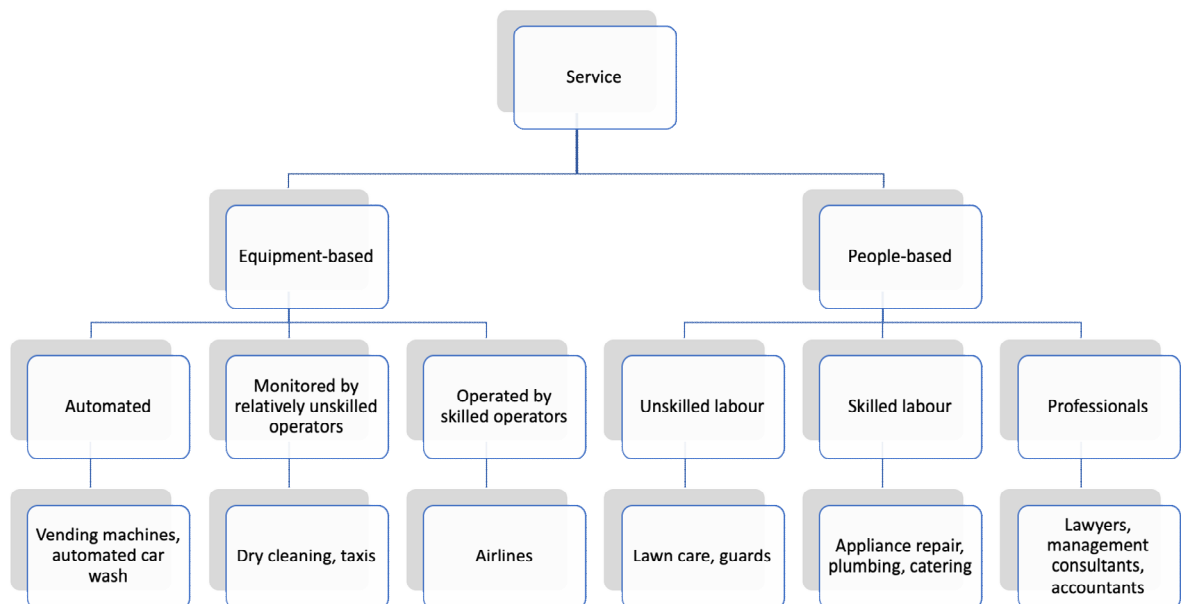 Service
Equipment-based
People-based
Automated
Monitored by
relatively unskilled
operators
Operated by
skilled operators
Unskilled labour
Skilled labour
Professionals
Vending machines,
automated car
wash
Dry cleaning, taxis
Airlines
Lawn care, guards
Appliance repair,
plumbing, catering
Lawyers,
management
consultants,
accountants